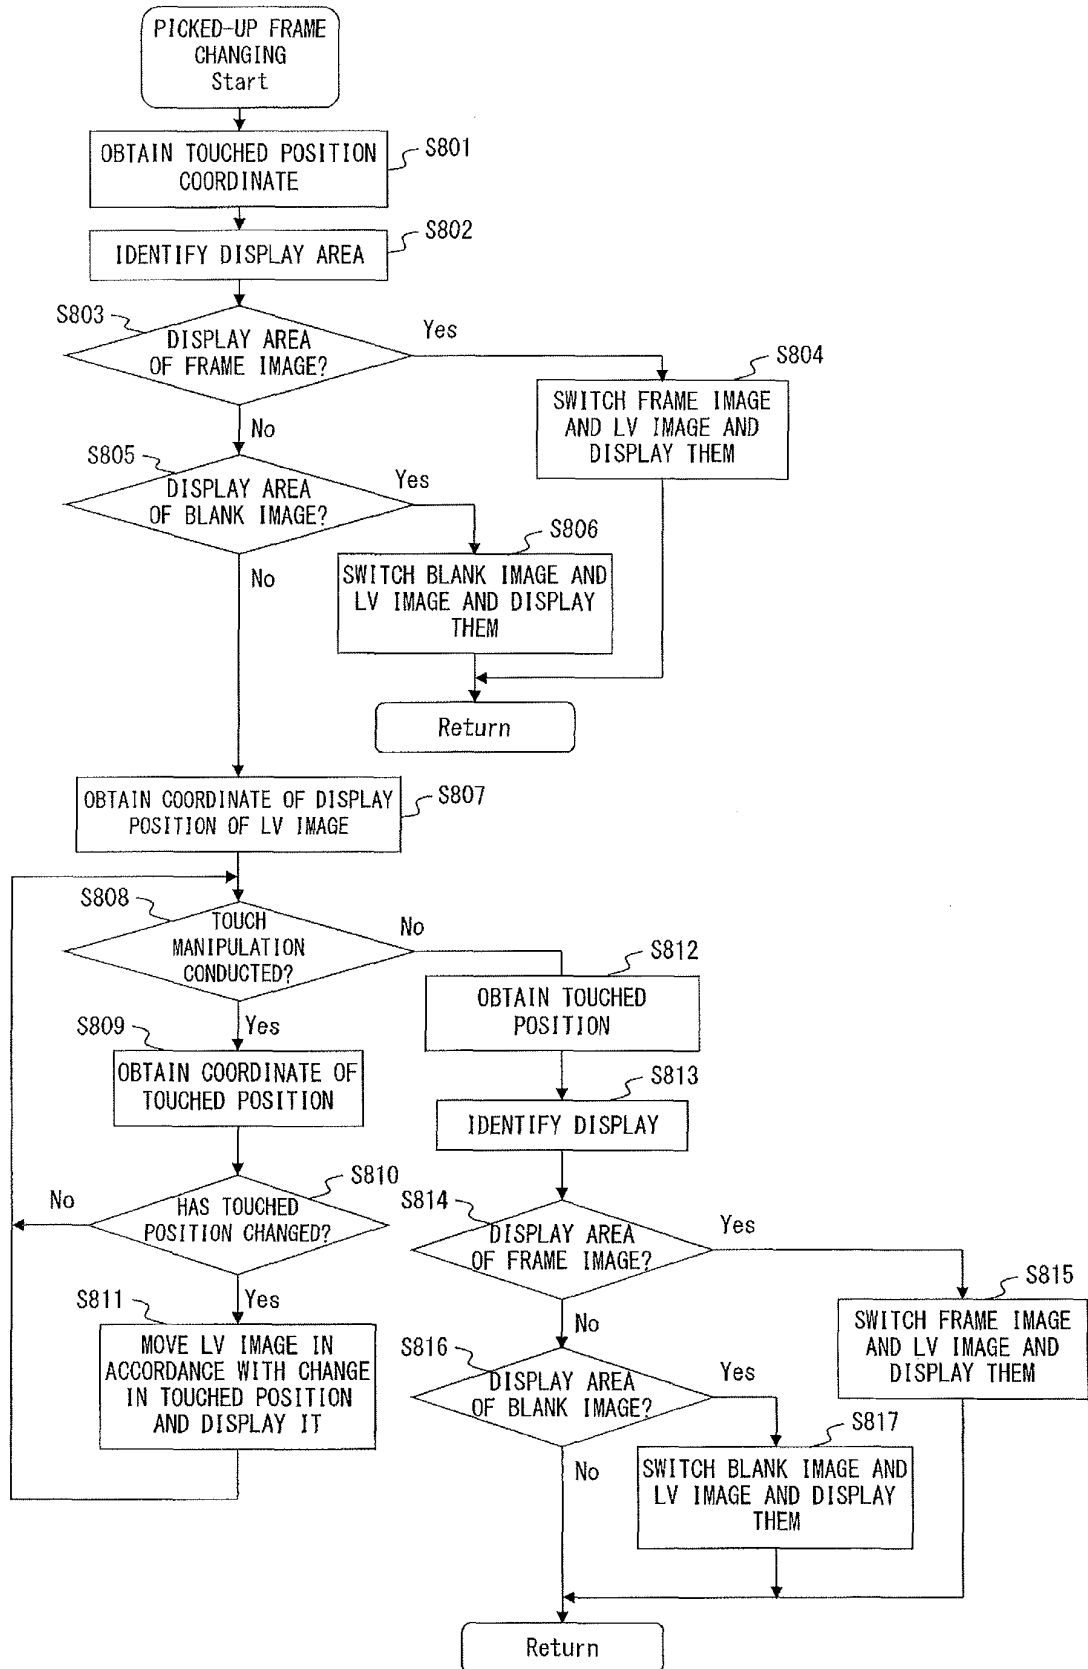 PICKED-UP FRAME
CHANGING
Start
OBTAIN TOUCHED POSITION
COORDINATE
S801
IDENTIFY DISPLAY AREA
S802
S803
DISPLAY AREA
OF FRAME IMAGE?
Yes
No
S804
SWITCH FRAME IMAGE
AND LV IMAGE AND
DISPLAY THEM
S805
DISPLAY AREA
OF BLANK IMAGE?
Yes
No
S806
SWITCH BLANK IMAGE AND
LV IMAGE AND DISPLAY
THEM
Return
OBTAIN COORDINATE OF DISPLAY
POSITION OF LV IMAGE
S807
S808
TOUCH
MANIPULATION
CONDUCTED?
No
Yes
S809
OBTAIN COORDINATE OF
TOUCHED POSITION
S810
HAS TOUCHED
POSITION CHANGED?
No
Yes
S811
MOVE LV IMAGE IN
ACCORDANCE WITH CHANGE
IN TOUCHED POSITION
AND DISPLAY IT
S812
OBTAIN TOUCHED
POSITION
S813
IDENTIFY DISPLAY
S814
DISPLAY AREA
OF FRAME IMAGE?
Yes
No
S815
SWITCH FRAME IMAGE
AND LV IMAGE AND
DISPLAY THEM
S816
DISPLAY AREA
OF BLANK IMAGE?
Yes
No
S817
SWITCH BLANK IMAGE AND
LV IMAGE AND DISPLAY
THEM
Return